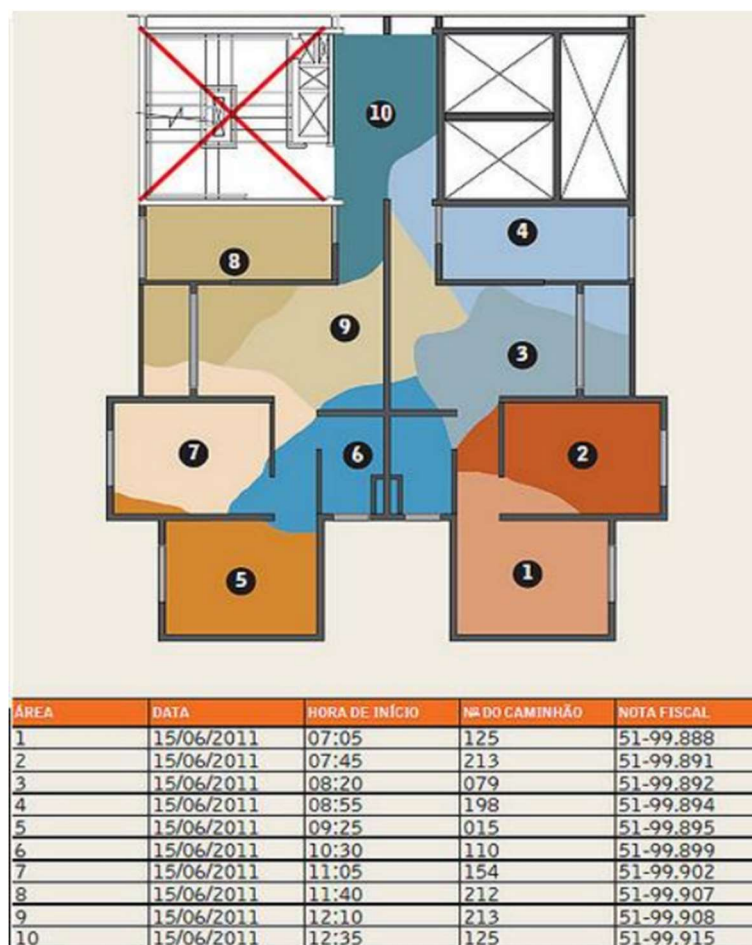 10
4
8
9
3
7
6
2
5
1
ÁREA DATA HORA DE INÍCIO Nº DO CAMINHÃO NOTA FISCAL
1 15/06/2011 07:05 125 51-99.888
2 15/06/2011 07:45 213 51-99.891
3 15/06/2011 08:20 079 51-99.892
4 15/06/2011 08:55 198 51-99.894
5 15/06/2011 09:25 015 51-99.895
6 15/06/2011 10:30 110 51-99.899
7 15/06/2011 11:05 154 51-99.902
8 15/06/2011 11:40 212 51-99.907
9 15/06/2011 12:10 213 51-99.908
10 15/06/2011 12:35 125 51-99.915